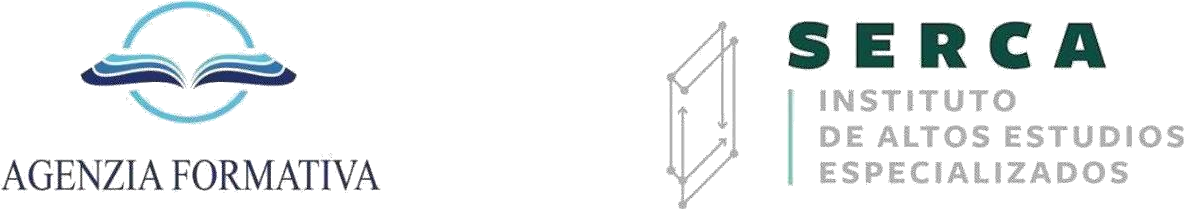 AGENZIA FORMATIVA
SERCA
INSTITUTO
DE ALTOS ESTUDIOS
ESPECIALIZADOS